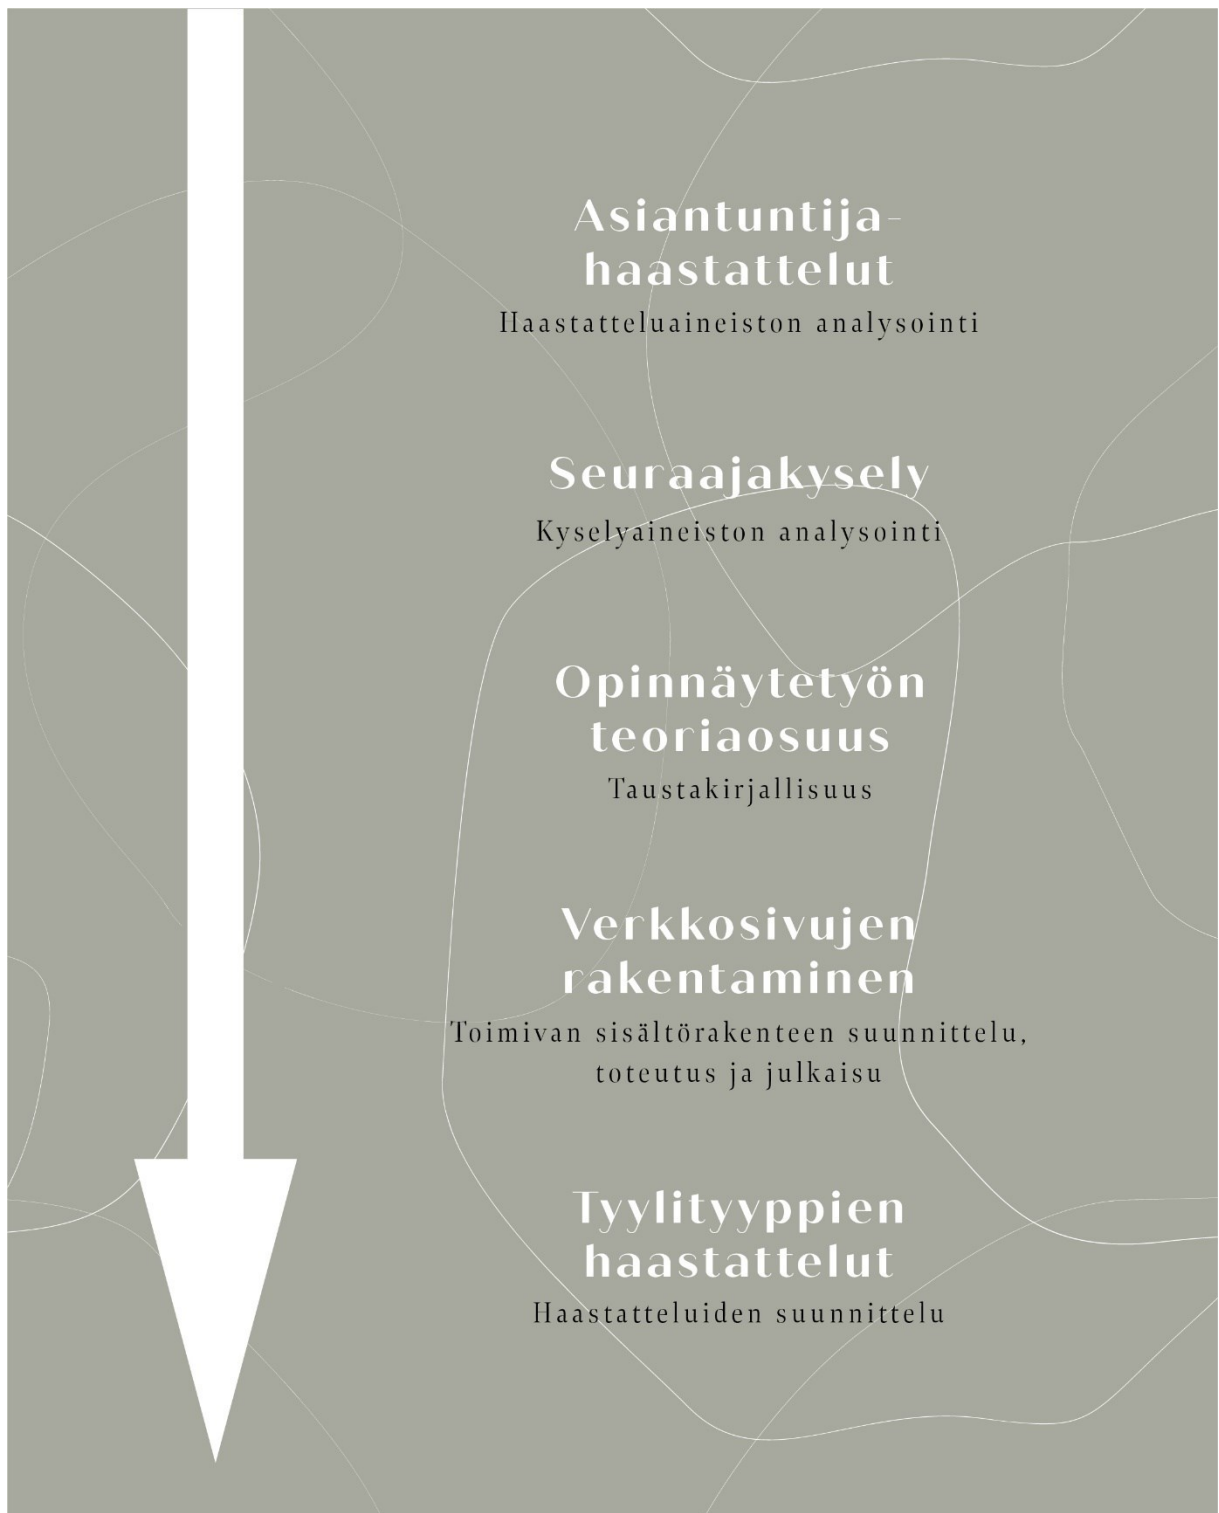 Asiantuntija-
haastattelut
Haastatteluaineiston analysointi
Seuraajakysely
Kyselyaineiston analysointi
Opinnäytetyön
teoriaosuus
Taustakirjallisuus
Verkkosivujen
rakentaminen
Toimivan sisältörakenteen suunnittelu,
toteutus ja julkaisu
Tyylityyppien
haastattelut
Haastatteluiden suunnittelu